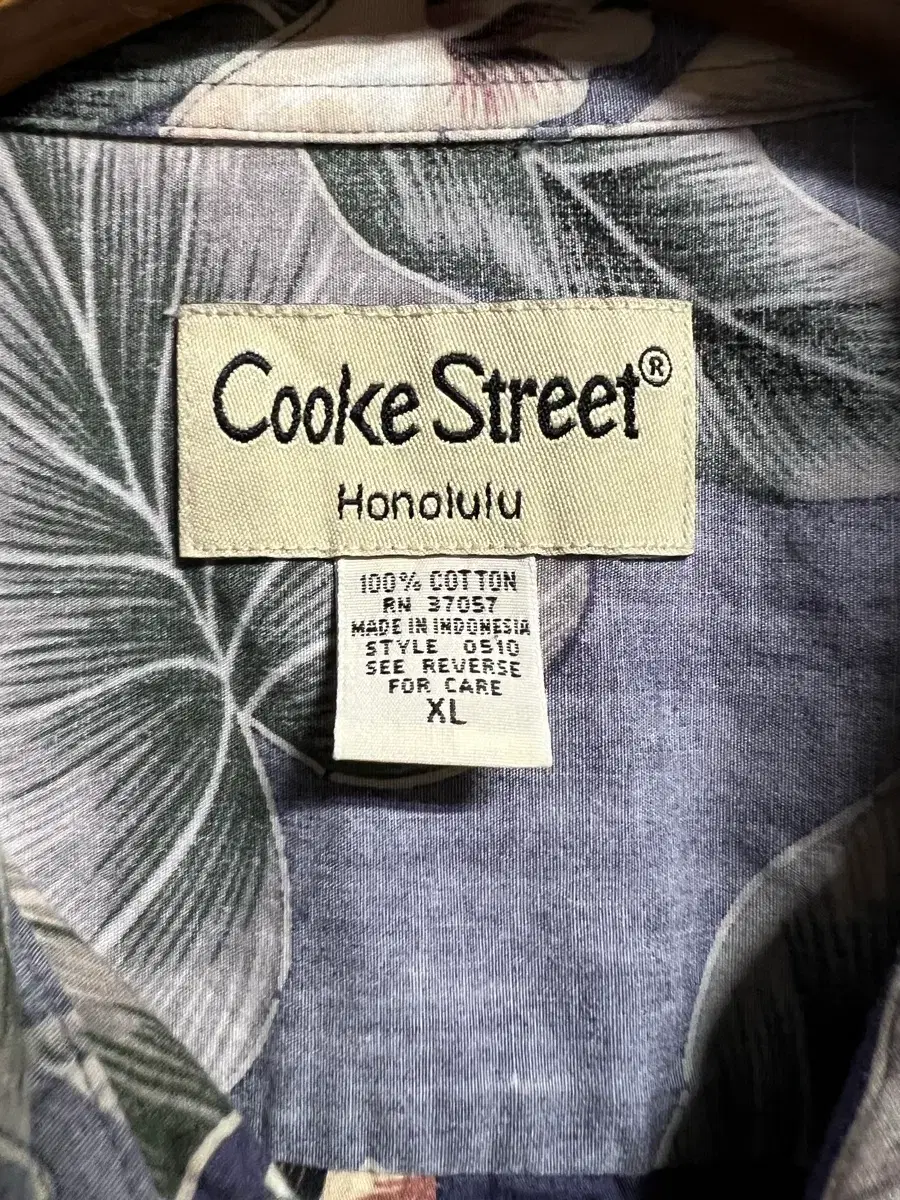 Cooke Street®
Honolulu
100% COTTON
RN 37057
MADE IN INDONESIA
STYLE 0510
SEE REVERSE
FOR CARE
XL